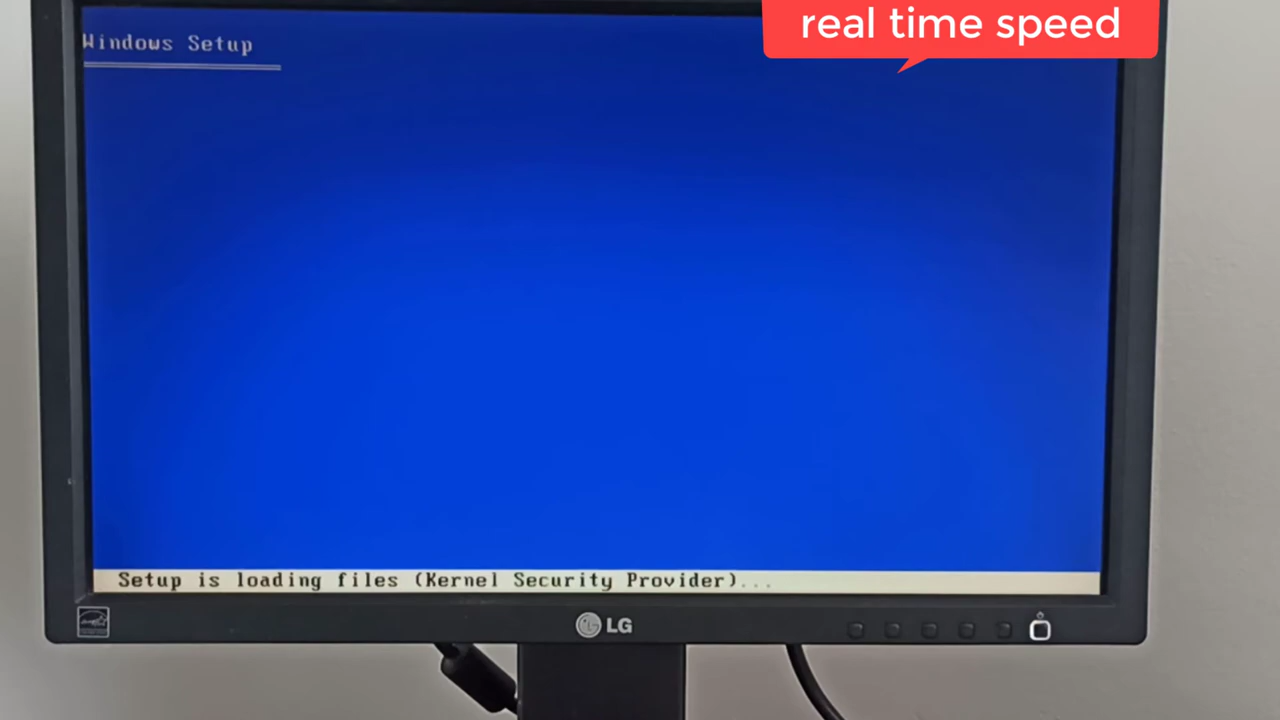 real time speed
Windows Setup
Setup is loading files (Kernel Security Provider)...
LG